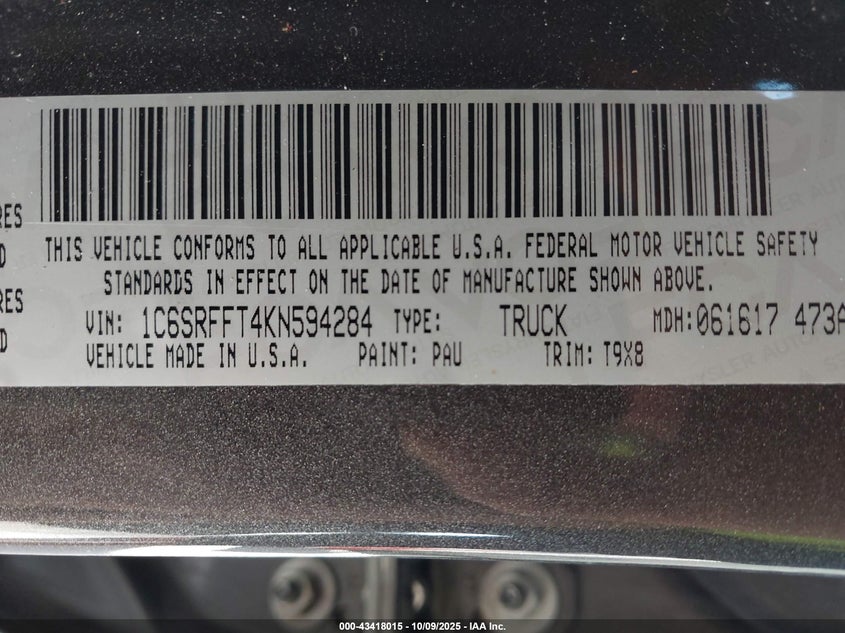 RES
THIS VEHICLE CONFORMS TO ALL APPLICABLE U.S.A. FEDERAL MOTOR VEHICLE SAFETY
D
STANDARDS IN EFFECT ON THE DATE OF MANUFACTURE SHOWN ABOVE.
RES
VIN: 1C6SRFFT4KN594284 TYPE: TRUCK MDH:061617 473A
D
VEHICLE MADE IN U.S.A. PAINT: PAU TRIM: T9X8
000-43418015 - 10/09/2025 - IAA Inc.